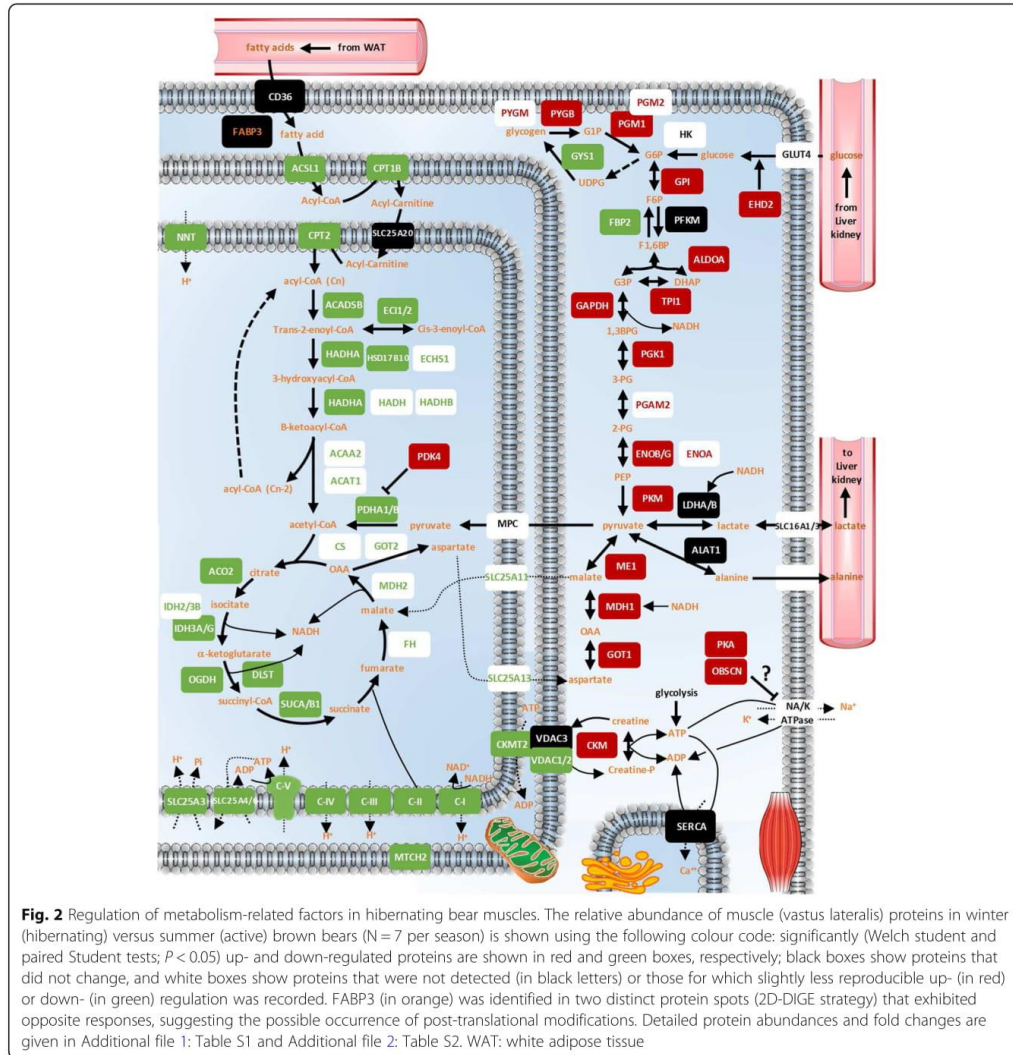 fatty acids from WAT
CD36
FABP3
fatty acid
ACSL1
CPT1B
Acyl-CoA
Acyl-Carnitine
NNT
H⁺
CPT2
SLC25A20
Acyl-Carnitine
acyl-CoA (Cn)
ACADSB
ECI1/2
Trans-2-enoyl-CoA
Cis-3-enoyl-CoA
HADHA
HSD17B10
ECHS1
3-hydroxyacyl-CoA
HADHA
HADH
HADHB
B-ketoacyl-CoA
ACAA2
ACAT1
PDK4
acyl-CoA (Cn-2)
PDHA1/B
acetyl-CoA
pyruvate
MPC
CS
GOT2
aspartate
OAA
ACO2
citrate
MDH2
SLC25A11
isocitate
IDH2/3B
IDH3A/G
NADH
malate
α-ketoglutarate
FH
fumarate
OGDH
DLST
succinyl-CoA
SUCA/B1
succinate
SLC25A13
PYGM
PYGB
PGM2
PGM1
glycogen
G1P
HK
GYS1
G6P
glucose
GLUT4
glucose
UDPG
GPI
EHD2
from
Liver
kidney
F6P
FBP2
PFKM
F1,6BP
ALDOA
G3P
DHAP
GAPDH
TPI1
NADH
1,3BPG
PGK1
3-PG
PGAM2
2-PG
ENOB/G
ENOA
PEP
NADH
PKM
LDHA/B
to
Liver
kidney
pyruvate
lactate
SLC16A1/3
lactate
ALAT1
malate
ME1
alanine
alanine
MDH1
NADH
OAA
GOT1
aspartate
PKA
OBSCN
?
NA/K
ATPase
Na⁺
K⁺
glycolysis
ATP
CKMT2
VDAC3
VDAC1/2
creatine
CKM
ATP
ADP
Creatine-P
ADP
SERCA
Ca⁺⁺
H⁺
Pi
ADP
ATP
H⁺
SLC25A3
SLC25A4/
C-V
C-IV
C-III
C-II
C-I
NAD⁺
NADH
H⁺
H⁺
H⁺
MTCH2
Fig. 2 Regulation of metabolism-related factors in hibernating bear muscles. The relative abundance of muscle (vastus lateralis) proteins in winter
(hibernating) versus summer (active) brown bears (N = 7 per season) is shown using the following colour code: significantly (Welch student and
paired Student tests; P < 0.05) up- and down-regulated proteins are shown in red and green boxes, respectively; black boxes show proteins that
did not change, and white boxes show proteins that were not detected (in black letters) or those for which slightly less reproducible up- (in red)
or down- (in green) regulation was recorded. FABP3 (in orange) was identified in two distinct protein spots (2D-DIGE strategy) that exhibited
opposite responses, suggesting the possible occurrence of post-translational modifications. Detailed protein abundances and fold changes are
given in Additional file 1: Table S1 and Additional file 2: Table S2. WAT: white adipose tissue